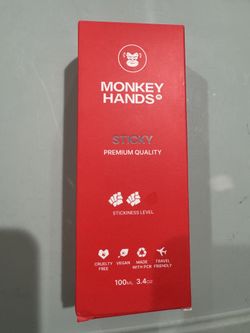 MONKEY
HANDS
STICKY
PREMIUM QUALITY
STICKINESS LEVEL
CRUELTY FREE
VEGAN
MADE WITH PCR
TRAVEL FRIENDLY
100ML 3.4OZ